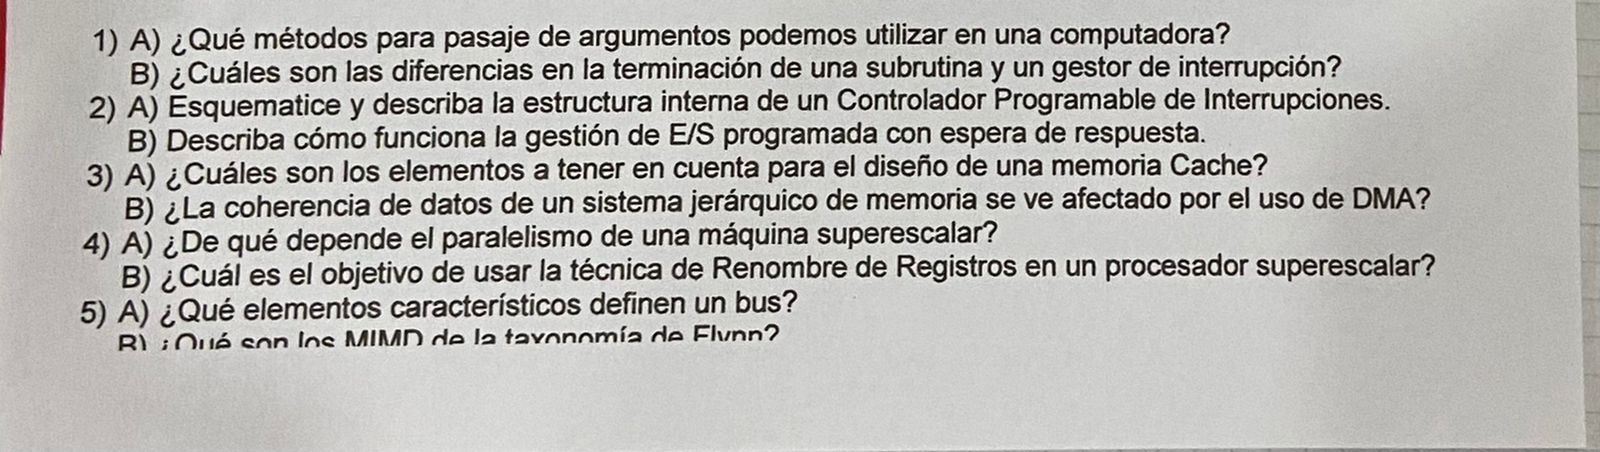 1) A) ¿Qué métodos para pasaje de argumentos podemos utilizar en una computadora?
B) ¿Cuáles son las diferencias en la terminación de una subrutina y un gestor de interrupción?
2) A) Esquematice y describa la estructura interna de un Controlador Programable de Interrupciones.
B) Describa cómo funciona la gestión de E/S programada con espera de respuesta.
3) A) ¿Cuáles son los elementos a tener en cuenta para el diseño de una memoria Cache?
B) ¿La coherencia de datos de un sistema jerárquico de memoria se ve afectado por el uso de DMA?
4) A) ¿De qué depende el paralelismo de una máquina superescalar?
B) ¿Cuál es el objetivo de usar la técnica de Renombre de Registros en un procesador superescalar?
5) A) ¿Qué elementos característicos definen un bus?
B) ¿Qué son los MIMD de la taxonomía de Flynn?